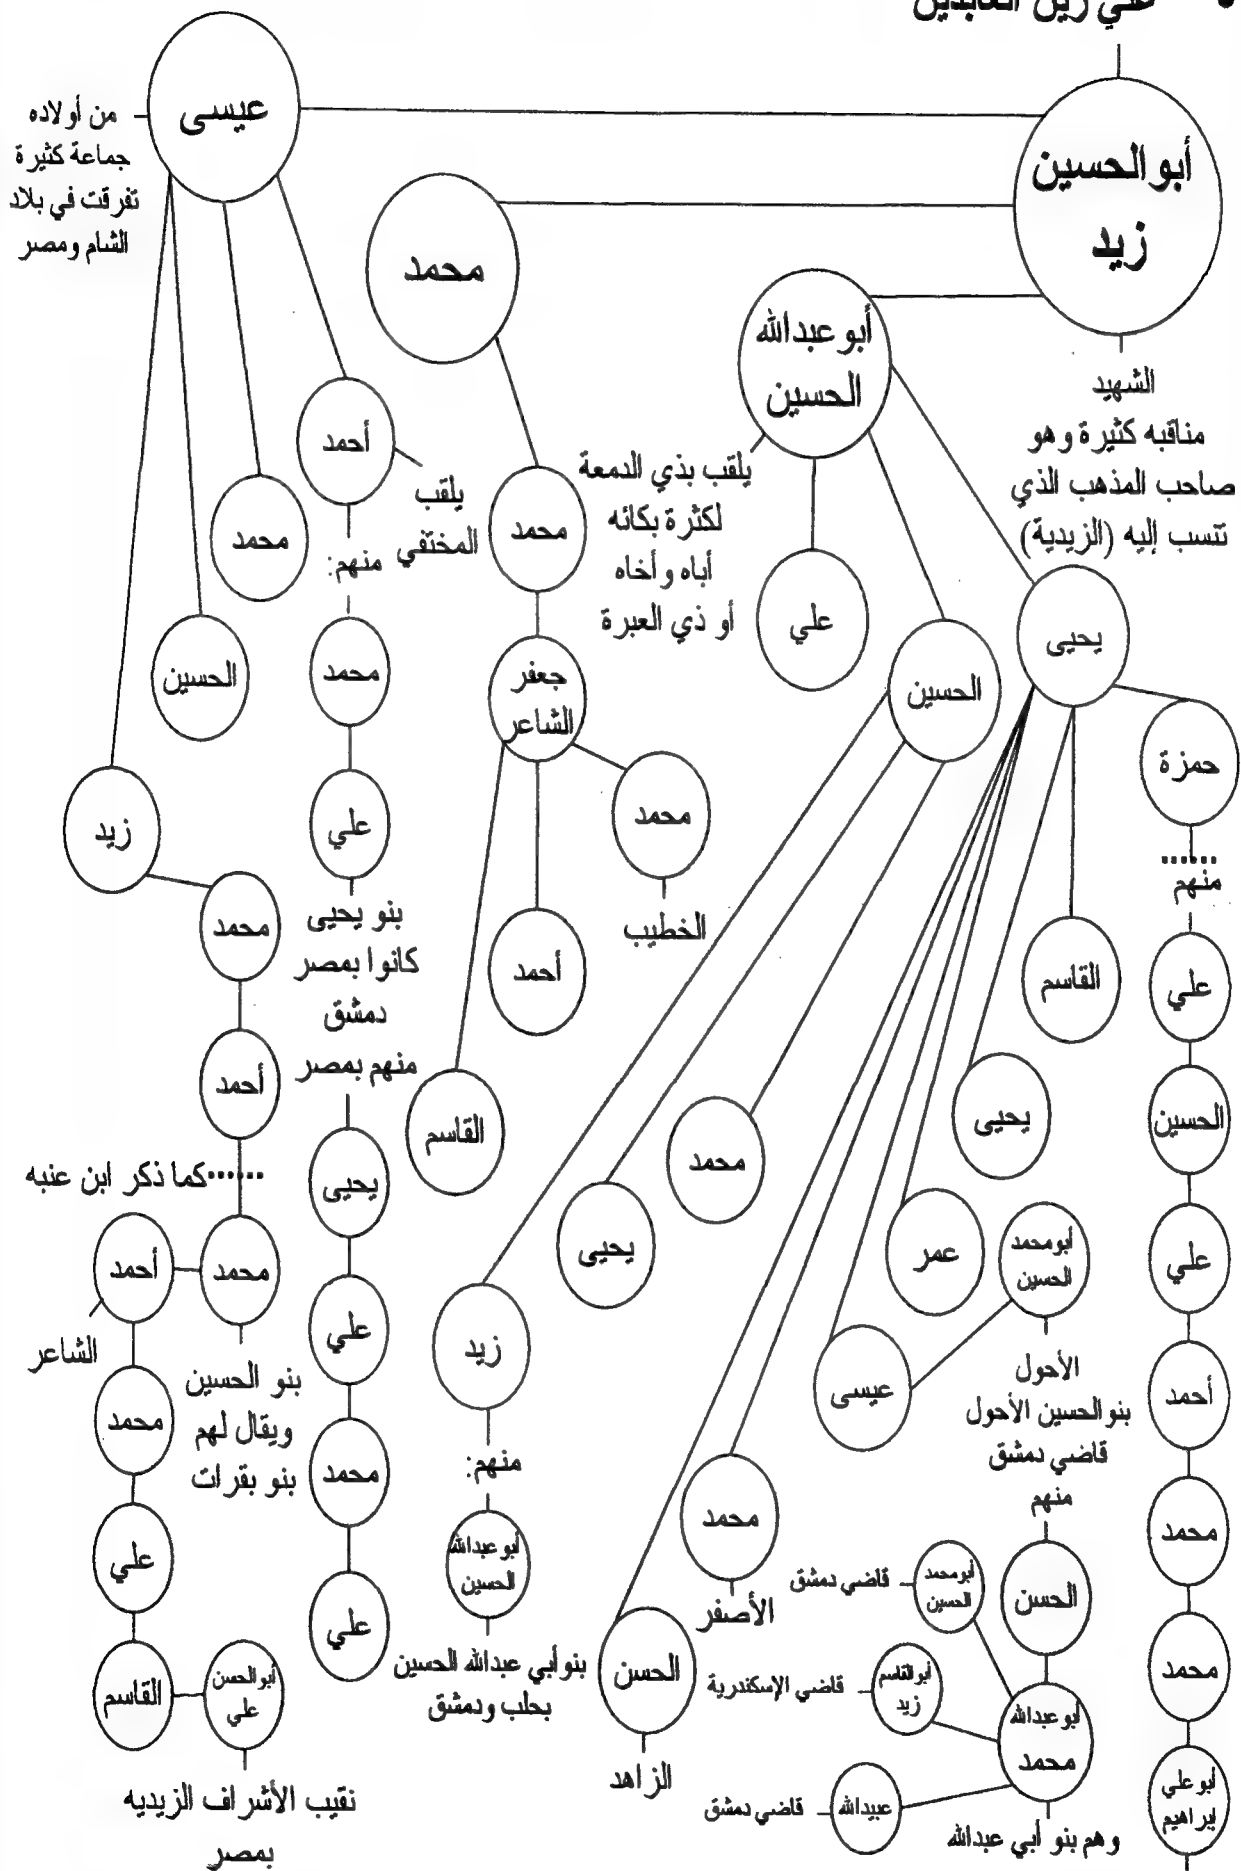 علي زين العابدين
أبو الحسين
زيد
الشهيد
مناقبه كثيرة وهو
صاحب المذهب الذي
تنسب إليه (الزيدية)
عيسى
من أولاده
جماعة كثيرة
تفرقت في بلاد
الشام ومصر
محمد
أبو عبدالله
الحسين
يلقب بذي الدمعة
لكثرة بكائه
أباه وأخاه
أو ذي العبرة
علي
الحسين
يحيى
حمزة
......
منهم
علي
الحسين
علي
أحمد
محمد
محمد
أبو علي
إبراهيم
القاسم
يحيى
عمر
عيسى
أبو محمد
الحسين
الأحول
بنو الحسين الأحول
قاضي دمشق
منهم
الحسن
أبو عبدالله
محمد
وهم بنو أبي عبدالله
أبو محمد
الحسين
قاضي دمشق
أبو القاسم
زيد
قاضي الإسكندرية
عبيدالله
قاضي دمشق
محمد
الأصفر
الحسن
الزاهد
محمد
يحيى
زيد
منهم:
أبو عبدالله
الحسين
بنو أبي عبدالله الحسين
بحلب ودمشق
محمد
جعفر
الشاعر
محمد
الخطيب
أحمد
القاسم
أحمد
يلقب
المختفي
منهم:
محمد
علي
بنو يحيى
كانوا بمصر
دمشق
منهم بمصر
يحيى
علي
محمد
علي
محمد
الحسين
زيد
محمد
أحمد
......كما ذكر ابن عنبه
محمد
بنو الحسين
ويقال لهم
بنو بقرات
أحمد
الشاعر
محمد
علي
القاسم
أبو الحسن
علي
نقيب الأشراف الزيديه
بمصر